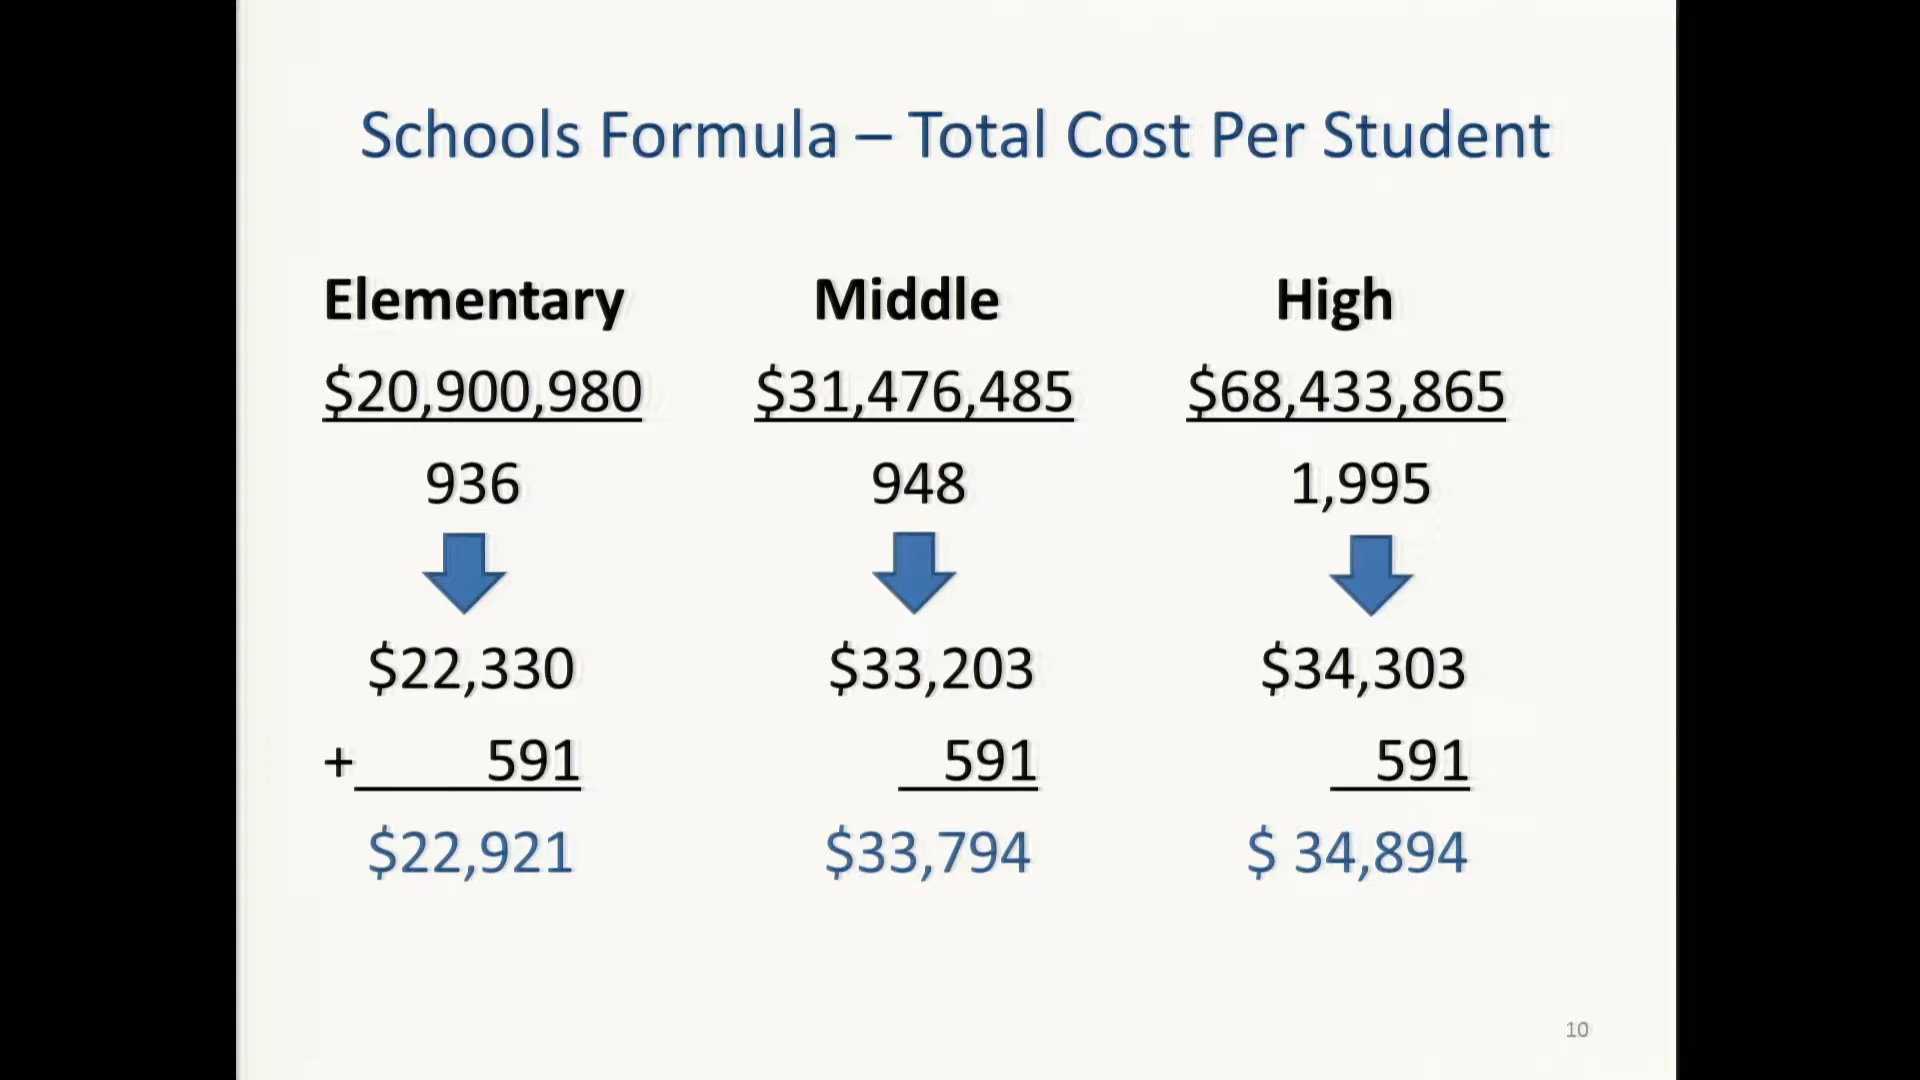 Schools Formula – Total Cost Per Student
Elementary Middle High
$20,900,980 $31,476,485 $68,433,865
936 948 1,995
$22,330 $33,203 $34,303
+ 591 591 591
$22,921 $33,794 $ 34,894
10